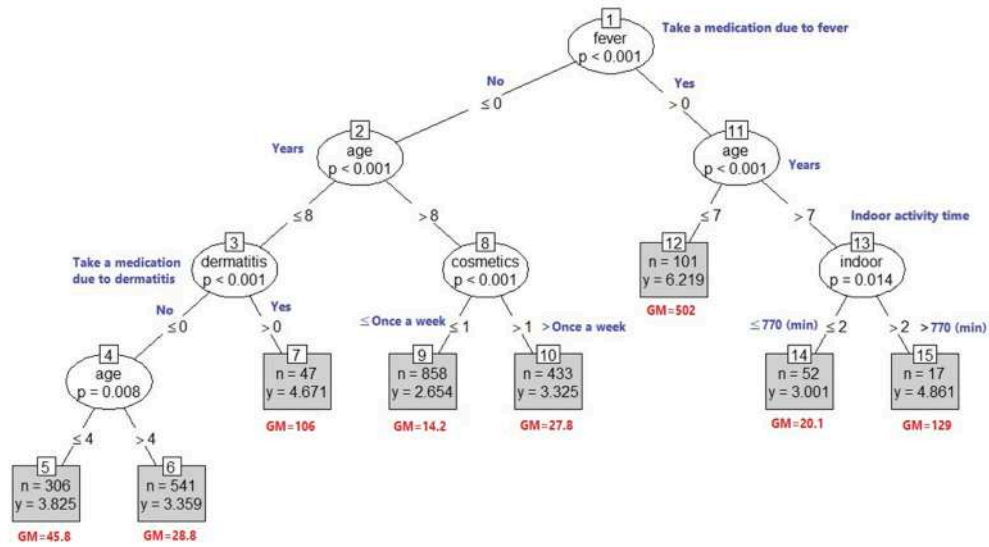 1
fever
p < 0.001
Take a medication due to fever
No
Yes
≤0
>0
2
age
p < 0.001
Years
11
age
p < 0.001
Years
≤8
>8
≤7
>7
Indoor activity time
3
dermatitis
p < 0.001
Take a medication
due to dermatitis
8
cosmetics
p < 0.001
12
n = 101
y = 6.219
GM=502
13
indoor
p = 0.014
No
Yes
≤0
>0
≤Once a week
≤1
>1
>Once a week
≤770 (min)
≤2
>2
>770 (min)
4
age
p = 0.008
7
n = 47
y = 4.671
GM=106
9
n = 858
y = 2.654
GM=14.2
10
n = 433
y = 3.325
GM=27.8
14
n = 52
y = 3.001
GM=20.1
15
n = 17
y = 4.861
GM=129
≤4
>4
5
n = 306
y = 3.825
GM=45.8
6
n = 541
y = 3.359
GM=28.8